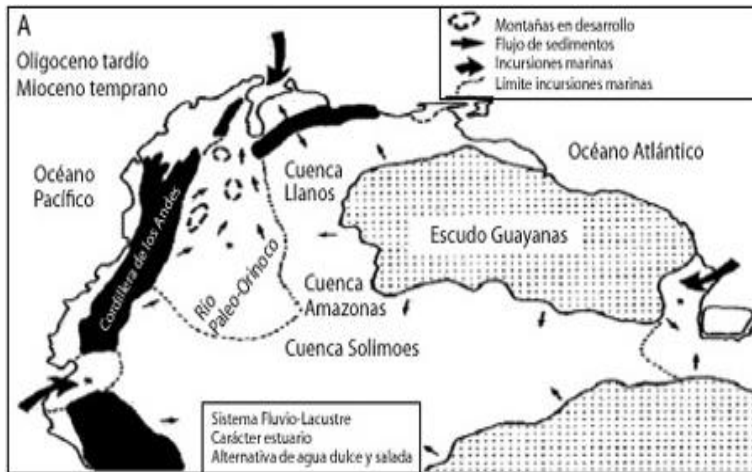 A
Oligoceno tardío
Mioceno temprano
Montañas en desarrollo
Flujo de sedimentos
Incursiones marinas
Limite incursiones marinas
Océano
Pacífico
Océano Atlántico
Cuenca
Llanos
Escudo Guayanas
Cordillera de los Andes
Río
Paleo-Orinoco
Cuenca
Amazonas
Cuenca Solimoes
Sistema Fluvio-Lacustre
Carácter estuario
Alternativa de agua dulce y salada